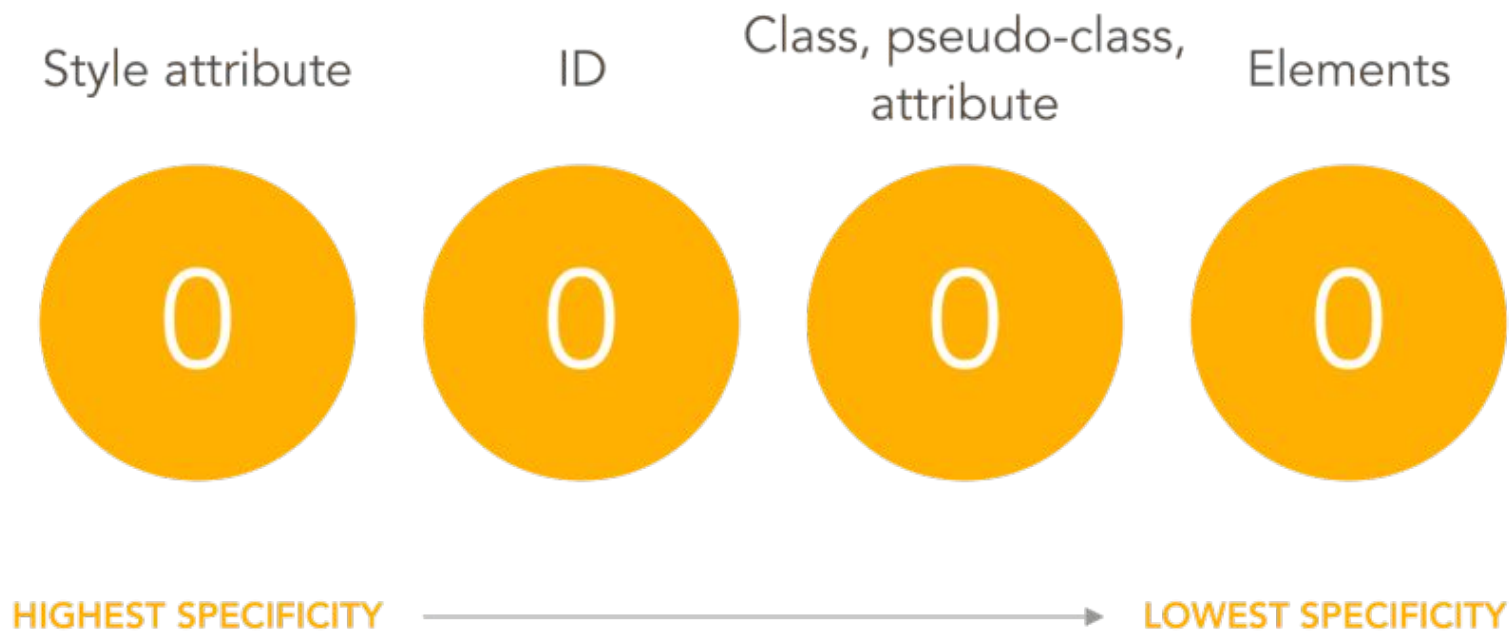 Style attribute
ID
Class, pseudo-class,
attribute
Elements
0
0
0
0
HIGHEST SPECIFICITY
LOWEST SPECIFICITY